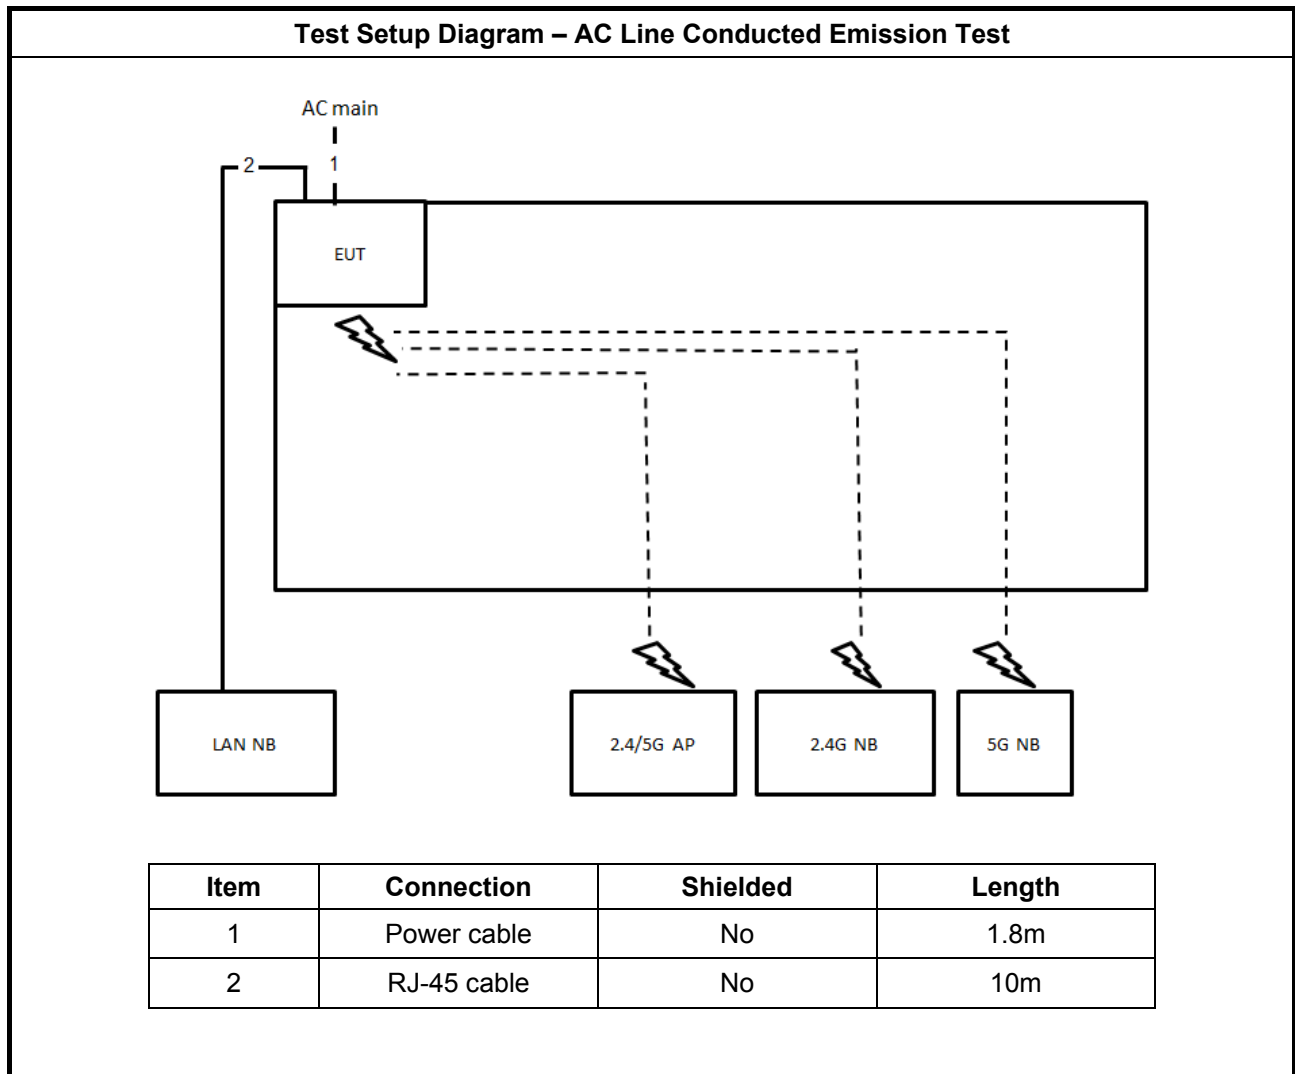 Test Setup Diagram – AC Line Conducted Emission Test
AC main
2
1
EUT
LAN NB
2.4/5G AP
2.4G NB
5G NB
Item Connection Shielded Length
1 Power cable No 1.8m
2 RJ-45 cable No 10m